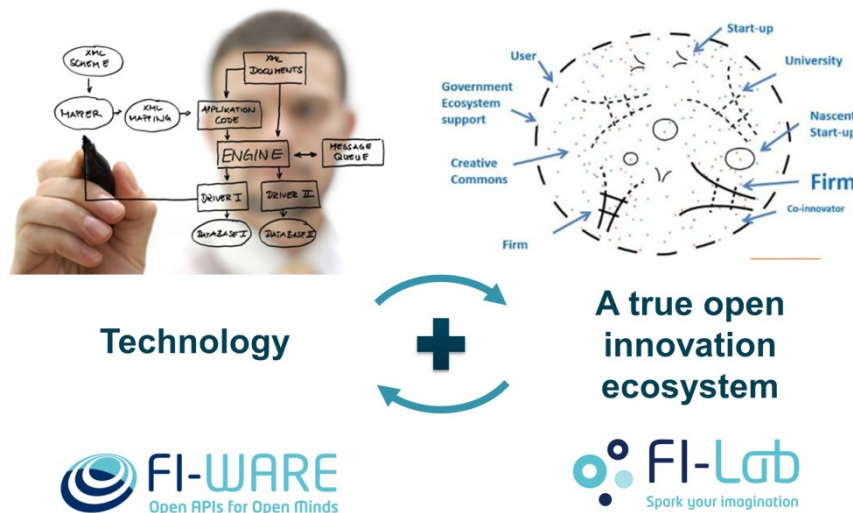 XML
SCHEME
MAPPER
XML
MAPPING
APPLIKATION
CODE
XML
DOCUMENTS
ENGINE
MESSAGE
QUEUE
DRIVER I
DRIVER II
DATABASE I
DATABASE II
Start-up
User
University
Government
Ecosystem
support
Nascent
Start-up
Creative
Commons
Firm
Co-innovator
Firm
Technology
A true open
innovation
ecosystem
FI-WARE
Open APIs for Open Minds
FI-Lab
Spark your imagination